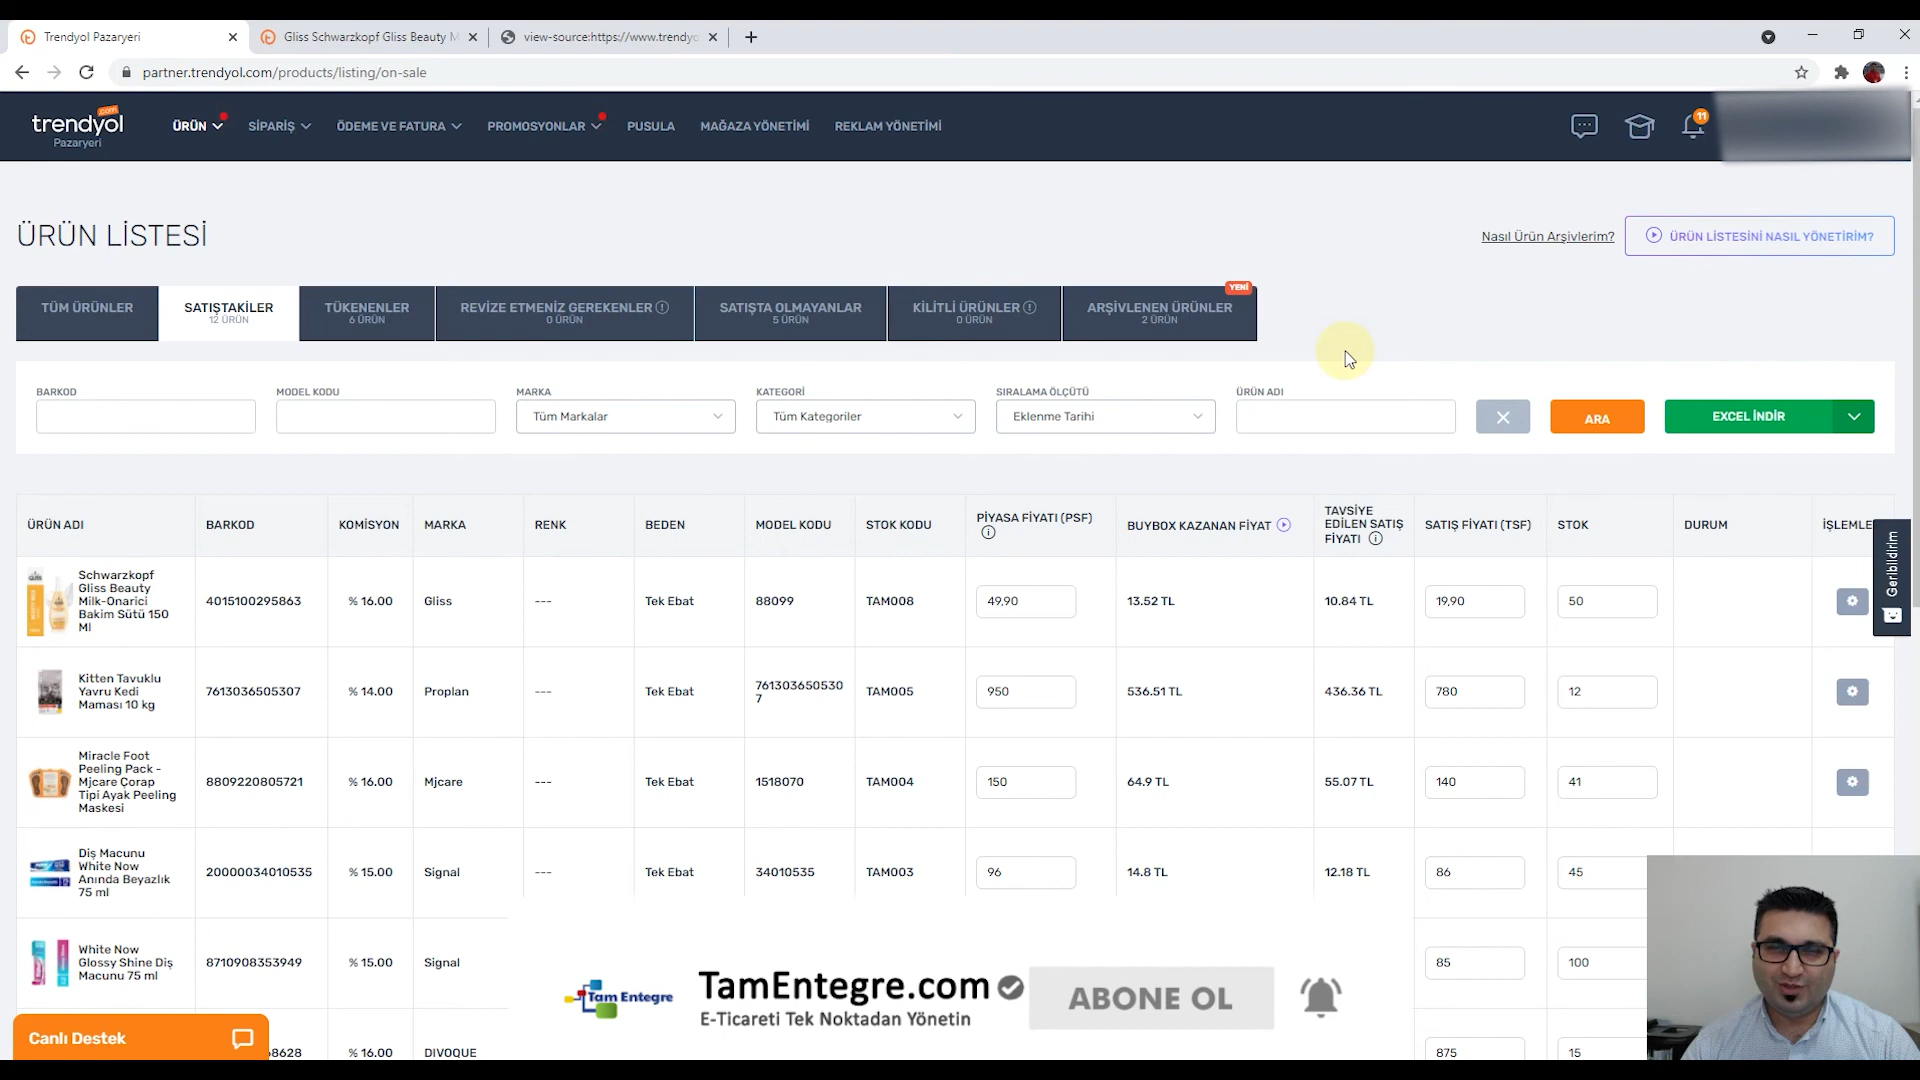 Trendyol Pazaryeri
Gliss Schwarzkopf Gliss Beauty M
view-source:https://www.trendyo
partner.trendyol.com/products/listing/on-sale
trendyol
.com
Pazaryeri
ÜRÜN
SİPARİŞ
ÖDEME VE FATURA
PROMOSYONLAR
PUSULA
MAĞAZA YÖNETİMİ
REKLAM YÖNETİMİ
11
ÜRÜN LİSTESİ
Nasıl Ürün Arşivlerim?
ÜRÜN LİSTESİNİ NASIL YÖNETİRİM?
TÜM ÜRÜNLER
SATIŞTAKİLER
12 ÜRÜN
TÜKENENLER
6 ÜRÜN
REVİZE ETMENİZ GEREKENLER
0 ÜRÜN
SATIŞTA OLMAYANLAR
5 ÜRÜN
KİLİTLİ ÜRÜNLER
0 ÜRÜN
YENİ
ARŞİVLENEN ÜRÜNLER
2 ÜRÜN
BARKOD
MODEL KODU
MARKA
Tüm Markalar
KATEGORİ
Tüm Kategoriler
SIRALAMA ÖLÇÜTÜ
Eklenme Tarihi
ÜRÜN ADI
ARA
EXCEL İNDİR
ÜRÜN ADI BARKOD KOMİSYON MARKA RENK BEDEN MODEL KODU STOK KODU PİYASA FİYATI (PSF) BUYBOX KAZANAN FİYAT TAVSİYE EDİLEN SATIŞ FİYATI SATIŞ FİYATI (TSF) STOK DURUM İŞLEMLE
Geribildirim
Schwarzkopf
Gliss Beauty
Milk-Onarici
Bakim Sütü 150
Ml
4015100295863 % 16.00 Gliss --- Tek Ebat 88099 TAM008 49,90 13.52 TL 10.84 TL 19,90 50
Kitten Tavuklu
Yavru Kedi
Maması 10 kg
7613036505307 % 14.00 Proplan --- Tek Ebat 761303650530
7
TAM005 950 536.51 TL 436.36 TL 780 12
Miracle Foot
Peeling Pack -
Mjcare Çorap
Tipi Ayak Peeling
Maskesi
8809220805721 % 16.00 Mjcare --- Tek Ebat 1518070 TAM004 150 64.9 TL 55.07 TL 140 41
Diş Macunu
White Now
Anında Beyazlık
75 ml
20000034010535 % 15.00 Signal --- Tek Ebat 34010535 TAM003 96 14.8 TL 12.18 TL 86 45
White Now
Glossy Shine Diş
Macunu 75 ml
8710908353949 % 15.00 Signal 85 100
Tam Entegre
TamEntegre.com
E-Ticareti Tek Noktadan Yönetin
ABONE OL
Canlı Destek
68628 % 16.00 DIVOQUE 875 15